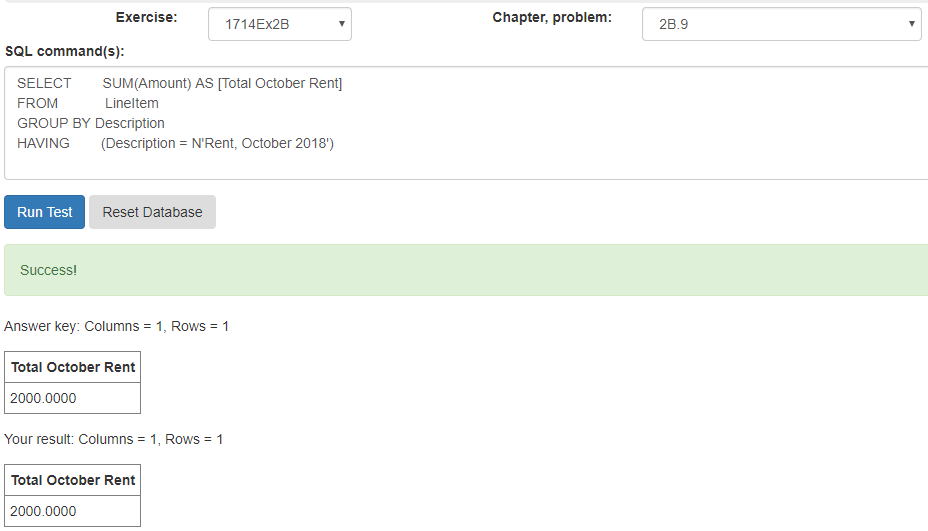 Exercise: 1714Ex2B Chapter, problem: 2B.9
SQL command(s):
SELECT SUM(Amount) AS [Total October Rent]
FROM LineItem
GROUP BY Description
HAVING (Description = N'Rent, October 2018')
Run Test Reset Database
Success!
Answer key: Columns = 1, Rows = 1
Total October Rent
2000.0000
Your result: Columns = 1, Rows = 1
Total October Rent
2000.0000